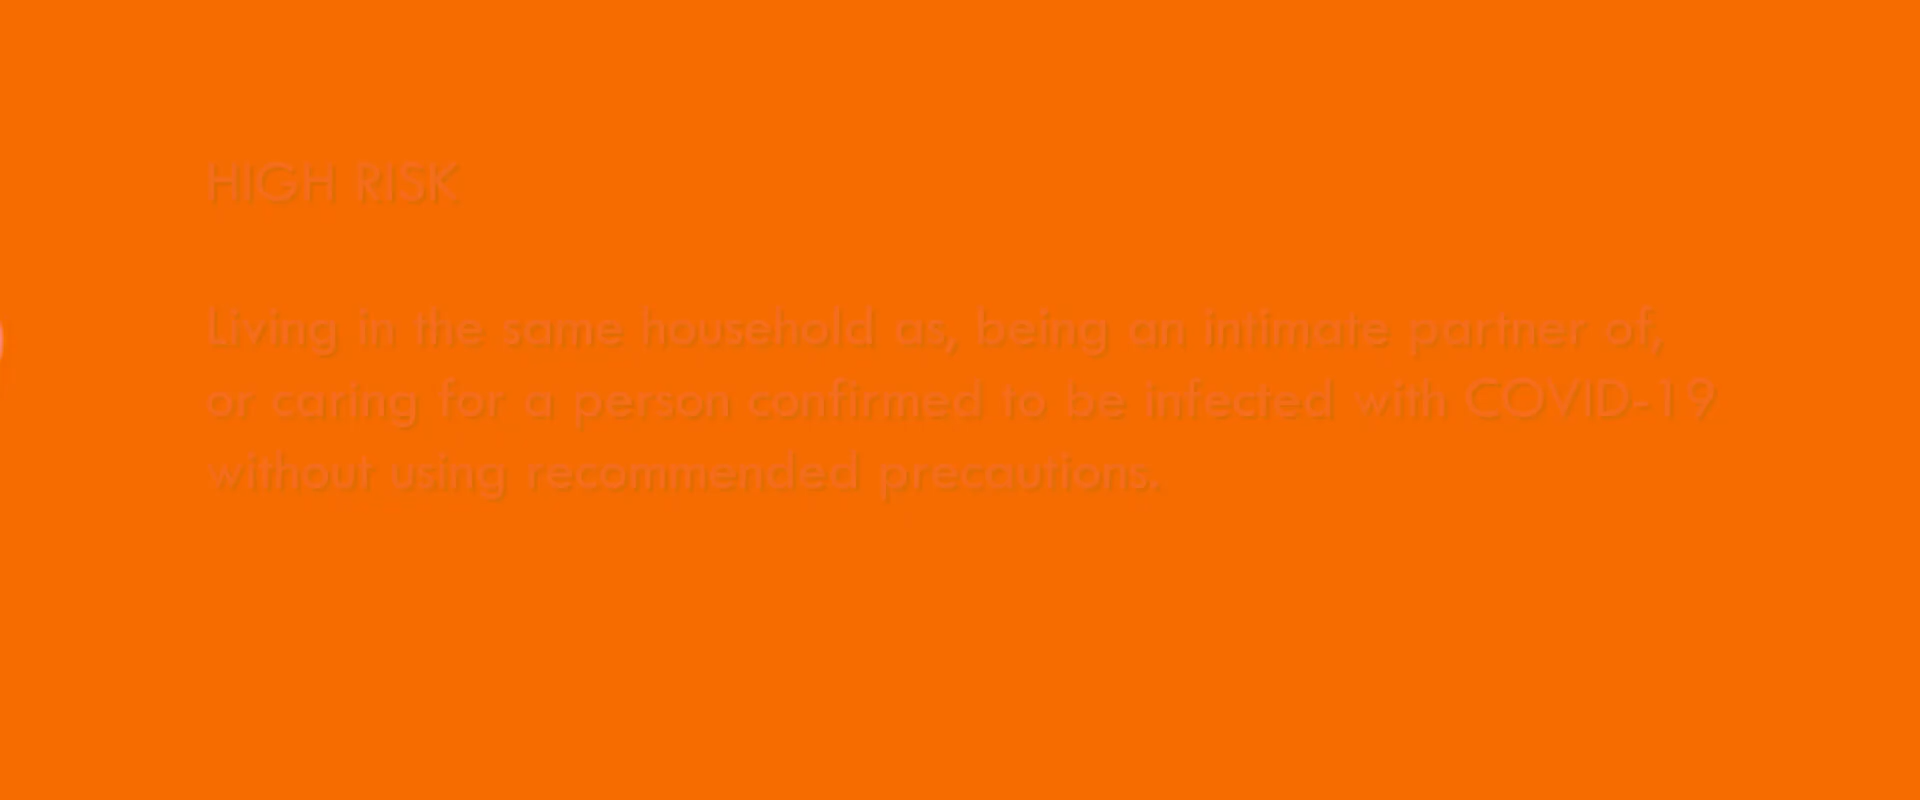 HIGH RISK
Living in the same household as, being an intimate partner of,
or caring for a person confirmed to be infected with COVID-19
without using recommended precautions.